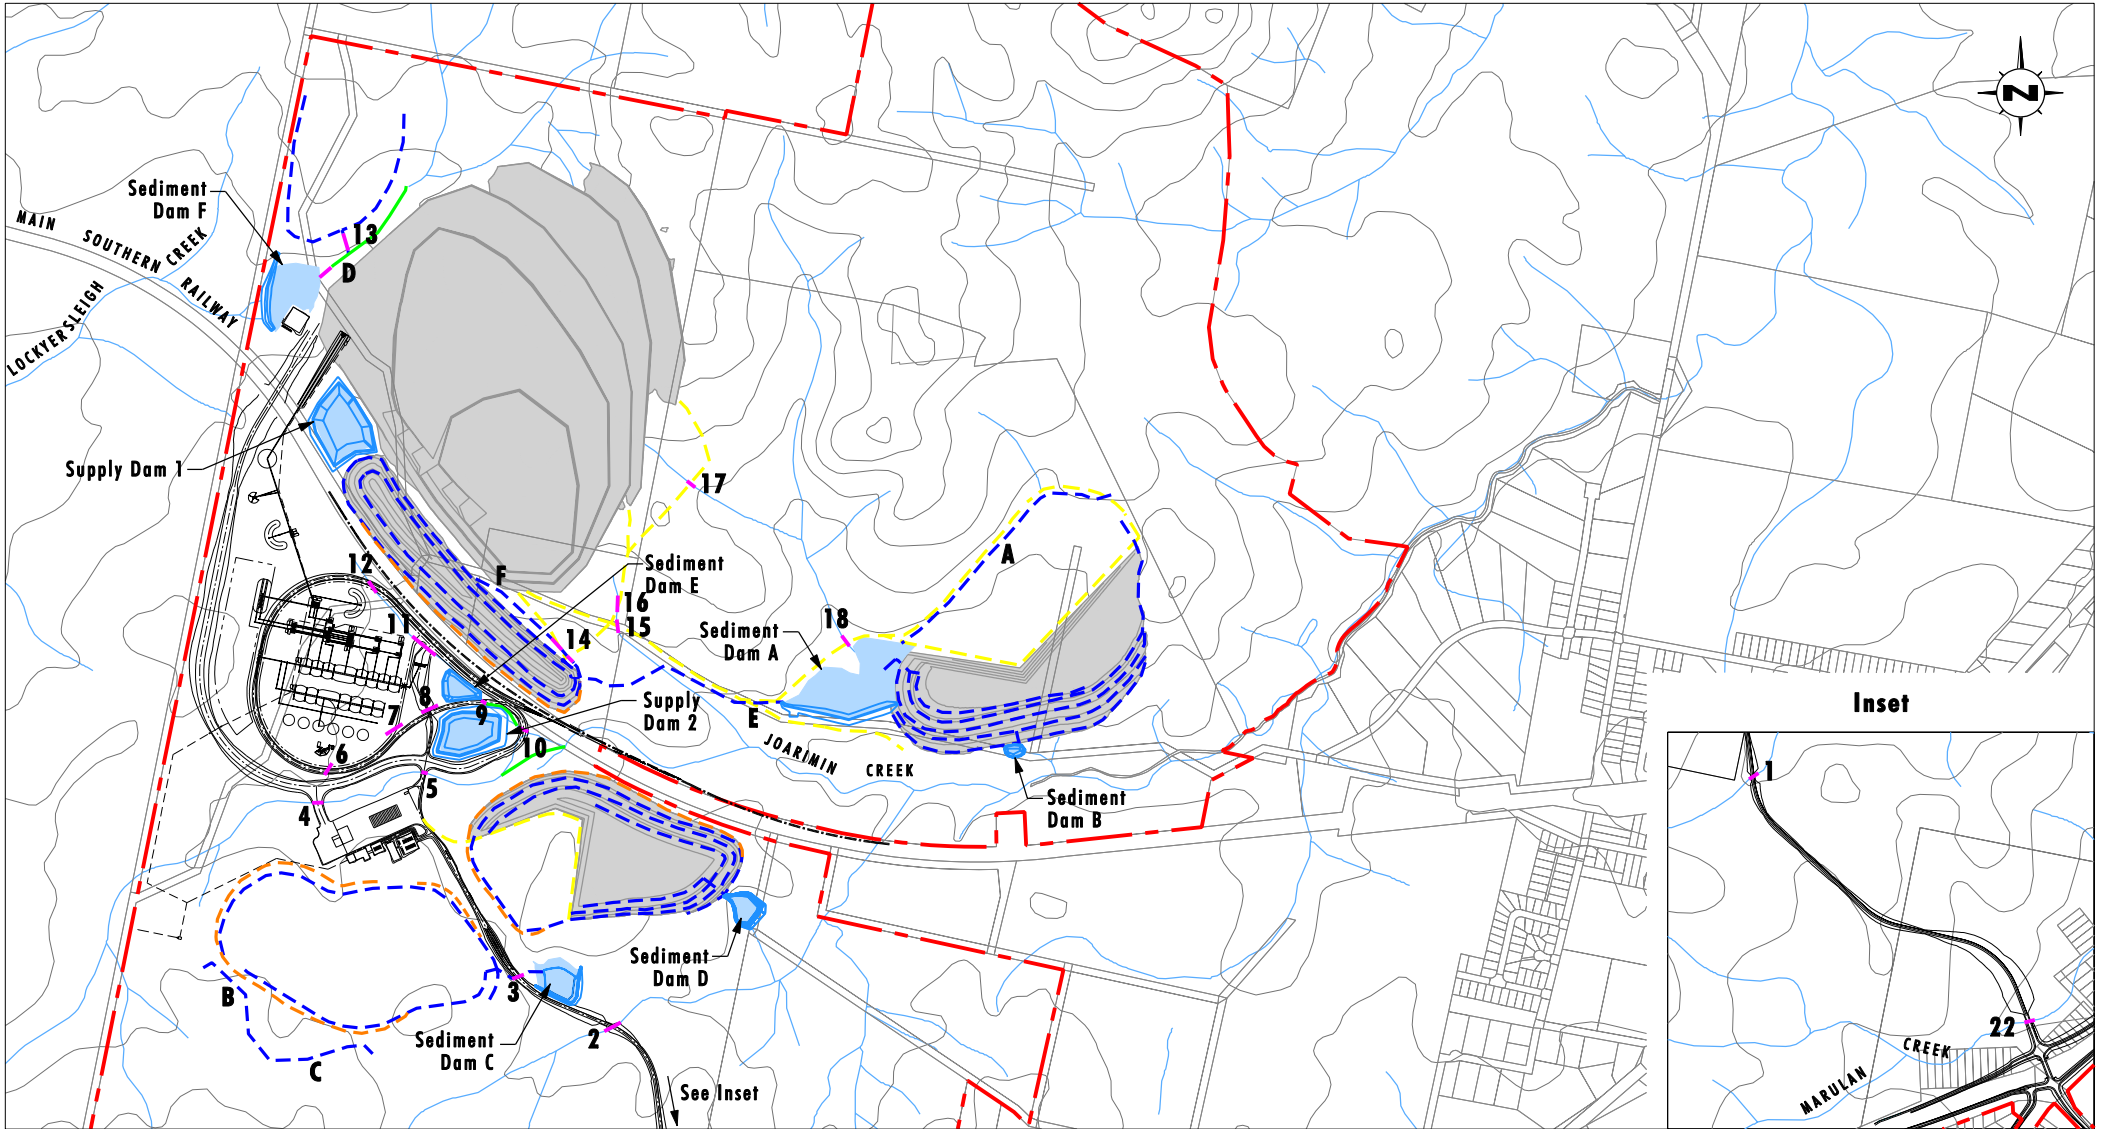 N
Sediment
Dam F
MAIN SOUTHERN RAILWAY
LOCKYERSLEIGH CREEK
13
D
Supply Dam 1
17
A
12
F
Sediment
Dam E
16
15
14
11
18
Sediment
Dam A
8
9
7
Supply
Dam 2
E
10
6
JOARIMIN CREEK
5
4
Sediment
Dam B
Inset
1
B
3
Sediment
Dam D
2
Sediment
Dam C
C
See Inset
22
MARULAN CREEK